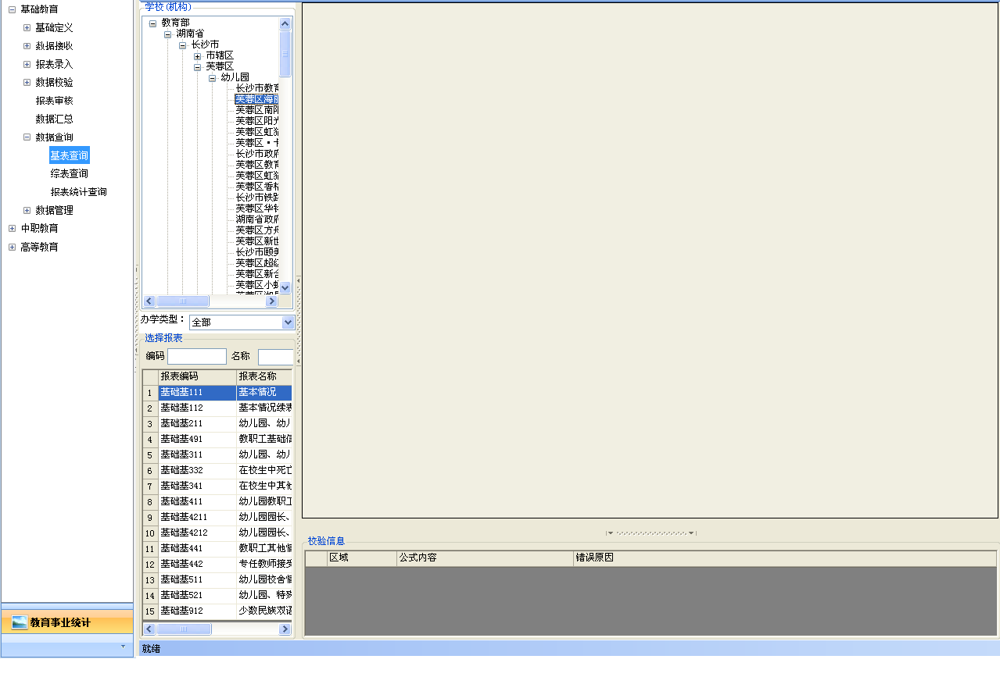 基础教育
基础定义
数据接收
报表录入
数据校验
报表审核
数据汇总
数据查询
基表查询
综表查询
报表统计查询
数据管理
中职教育
高等教育
教育事业统计
学校(机构)
教育部
湖南省
长沙市
市辖区
芙蓉区
幼儿园
长沙市教育
芙蓉区海
芙蓉区南阳
芙蓉区阳光
芙蓉区虹猫
芙蓉区·卡
长沙市政府
芙蓉区教育
芙蓉区虹猫
芙蓉区香格
长沙市铁路
芙蓉区华
湖南省政府
芙蓉区方舟
芙蓉区新世
长沙市颐美
芙蓉区超级
芙蓉区新合
芙蓉区小
办学类型： 全部
选择报表
编码 名称
报表编码 报表名称
1 基础基111 基本情况
2 基础基112 基本情况续表
3 基础基211 幼儿园、幼儿
4 基础基491 教职工基础信
5 基础基311 幼儿园、幼儿
6 基础基332 在校生中死亡
7 基础基341 在校生中其他
8 基础基411 幼儿园教职工
9 基础基4211 幼儿园园长、
10 基础基4212 幼儿园园长、
11 基础基441 教职工其他情
12 基础基442 专任教师接受
13 基础基511 幼儿园校舍情
14 基础基521 幼儿园、特殊
15 基础基912 少数民族双语
校验信息
区域 公式内容 错误原因
就绪